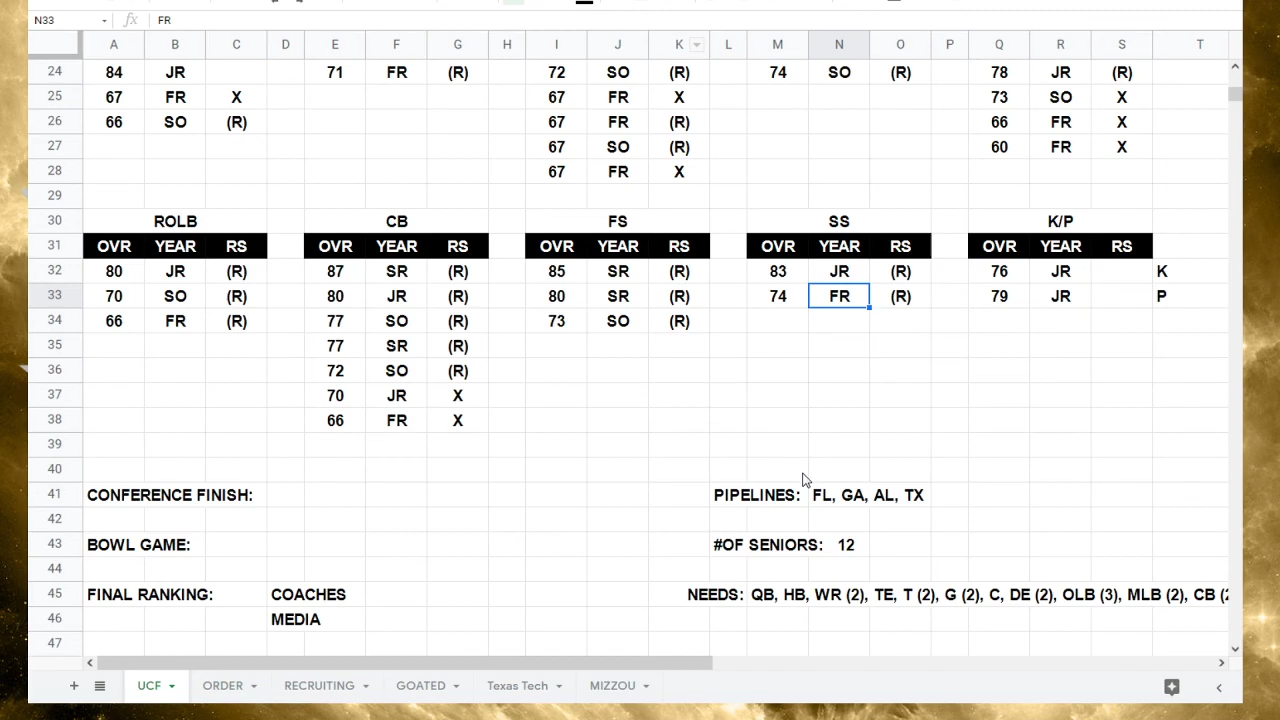 N33 fx FR
A B C D E F G H I J K L M N O P Q R S T
24 84 JR 71 FR (R) 72 SO (R) 74 SO (R) 78 JR (R)
25 67 FR X 67 FR X 73 SO X
26 66 SO (R) 67 FR (R) 66 FR X
27 67 SO (R) 60 FR X
28 67 FR X
29
30 ROLB CB FS SS K/P
31 OVR YEAR RS OVR YEAR RS OVR YEAR RS OVR YEAR RS OVR YEAR RS
32 80 JR (R) 87 SR (R) 85 SR (R) 83 JR (R) 76 JR K
33 70 SO (R) 80 JR (R) 80 SR (R) 74 FR (R) 79 JR P
34 66 FR (R) 77 SO (R) 73 SO (R)
35 77 SR (R)
36 72 SO (R)
37 70 JR X
38 66 FR X
39
40
41 CONFERENCE FINISH: PIPELINES: FL, GA, AL, TX
42
43 BOWL GAME: #OF SENIORS: 12
44
45 FINAL RANKING: COACHES NEEDS: QB, HB, WR (2), TE, T (2), G (2), C, DE (2), OLB (3), MLB (2), CB (2
46 MEDIA
47
UCF ORDER RECRUITING GOATED Texas Tech MIZZOU